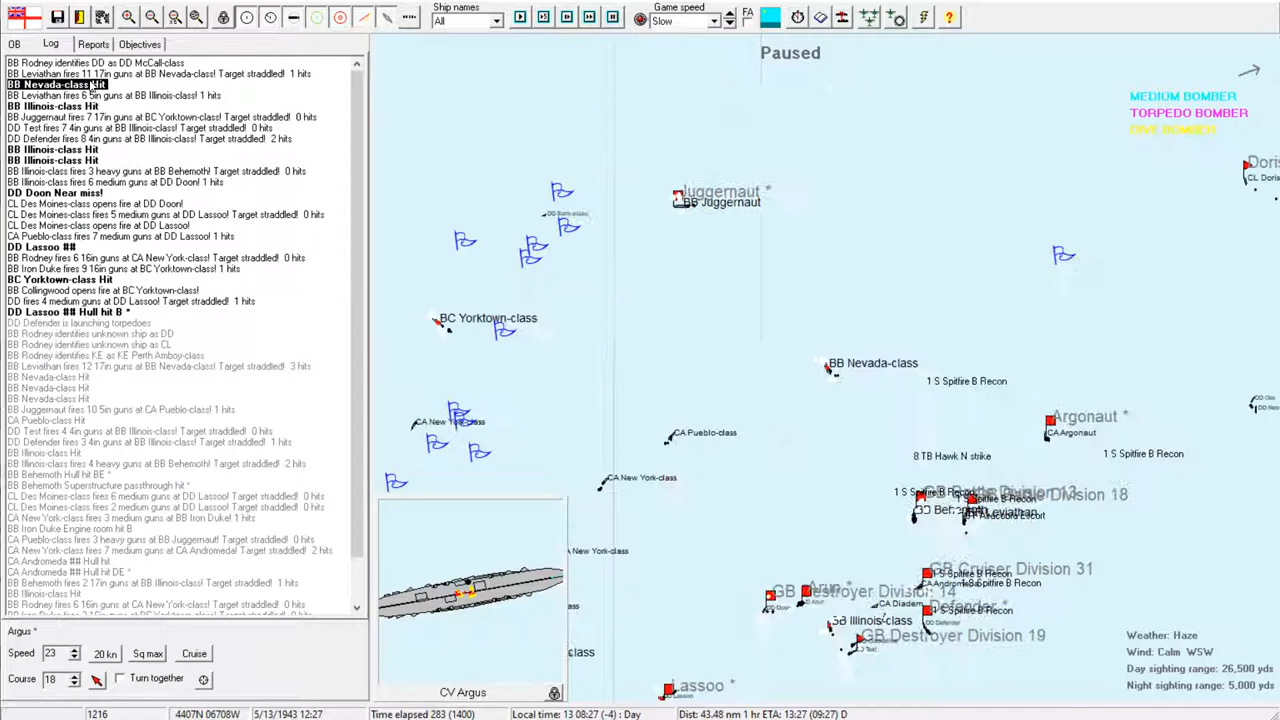 Ship names
All
Game speed
Slow
FA
OB
Log
Reports
Objectives
BB Rodney identifies DD as DD McCall-class
BB Leviathan fires 11 17in guns at BB Nevada-class! Target straddled! 1 hits
BB Nevada-class Hit
BB Leviathan fires 6 5in guns at BB Illinois-class! 1 hits
BB Illinois-class Hit
BB Juggernaut fires 7 17in guns at BC Yorktown-class! Target straddled! 0 hits
DD Test fires 7 4in guns at BB Illinois-class! Target straddled! 0 hits
DD Defender fires 8 4in guns at BB Illinois-class! Target straddled! 2 hits
BB Illinois-class Hit
BB Illinois-class Hit
BB Illinois-class fires 3 heavy guns at BB Behemoth! Target straddled! 0 hits
BB Illinois-class fires 6 medium guns at DD Doon! 1 hits
DD Doon Near miss!
CL Des Moines-class opens fire at DD Doon!
CL Des Moines-class fires 5 medium guns at DD Lassoo! Target straddled! 0 hits
CL Des Moines-class opens fire at DD Lassoo!
CA Pueblo-class fires 7 medium guns at DD Lassoo! 1 hits
DD Lassoo ##
BB Rodney fires 6 16in guns at CA New York-class! Target straddled! 0 hits
BB Iron Duke fires 9 16in guns at BC Yorktown-class! 1 hits
BC Yorktown-class Hit
BB Collingwood opens fire at BC Yorktown-class!
DD fires 4 medium guns at DD Lassoo! Target straddled! 1 hits
DD Lassoo ## Hull hit B *
DD Defender is launching torpedoes
BB Rodney identifies unknown ship as DD
BB Rodney identifies unknown ship as CL
BB Rodney identifies KE as KE Perth Amboy-class
BB Leviathan fires 12 17in guns at BB Nevada-class! Target straddled! 3 hits
BB Nevada-class Hit
BB Nevada-class Hit
BB Nevada-class Hit
BB Juggernaut fires 10 5in guns at CA Pueblo-class! 1 hits
CA Pueblo-class Hit
DD Test fires 4 4in guns at BB Illinois-class! Target straddled! 0 hits
DD Defender fires 3 4in guns at BB Illinois-class! Target straddled! 1 hits
BB Illinois-class Hit
BB Illinois-class fires 4 heavy guns at BB Behemoth! Target straddled! 2 hits
BB Behemoth Hull hit BE *
BB Behemoth Superstructure passthrough hit *
CL Des Moines-class fires 6 medium guns at DD Lassoo! Target straddled! 0 hits
CL Des Moines-class fires 2 medium guns at DD Lassoo! Target straddled! 0 hits
CA New York-class fires 3 medium guns at BB Iron Duke! 1 hits
BB Iron Duke Engine room hit B
CA Pueblo-class fires 3 heavy guns at BB Juggernaut! Target straddled! 0 hits
CA New York-class fires 7 medium guns at CA Andromeda! Target straddled! 2 hits
CA Andromeda ## Hull hit
CA Andromeda ## Hull hit DE *
BB Behemoth fires 2 17in guns at BB Illinois-class! Target straddled! 1 hits
BB Illinois-class Hit
BB Rodney fires 6 16in guns at CA New York-class! Target straddled! 0 hits
Argus *
Speed 23
20 kn
Sq max
Cruise
Course 18
Turn together
Paused
MEDIUM BOMBER
TORPEDO BOMBER
DIVE BOMBER
Juggernaut *
BB Juggernaut
CL Doris
BC Yorktown-class
BB Nevada-class
1 S Spitfire B Recon
CA New York-class
CA Pueblo-class
Argonaut *
CA Argonaut
8 TB Hawk N strike
1 S Spitfire B Recon
CA New York-class
1 S Spitfire B Recon
1 S Spitfire B Recon
BB Leviathan
New York-class
GB Cruiser Division 31
1 S Spitfire B Recon
1 S Spitfire B Recon
Arun *
GB Destroyer Division 14
CA Diadem
Defender *
1 S Spitfire B Recon
DD Defender
GB Illinois-class
GB Destroyer Division 19
Lassoo *
CV Argus
Weather: Haze
Wind: Calm WSW
Day sighting range: 26,500 yds
Night sighting range: 5,000 yds
1216
4407N 06708W
5/13/1943 12:27
Time elapsed 283 (1400)
Local time: 13 08:27 (-4) : Day
Dist: 43.48 nm 1 hr ETA: 13:27 (09:27) D